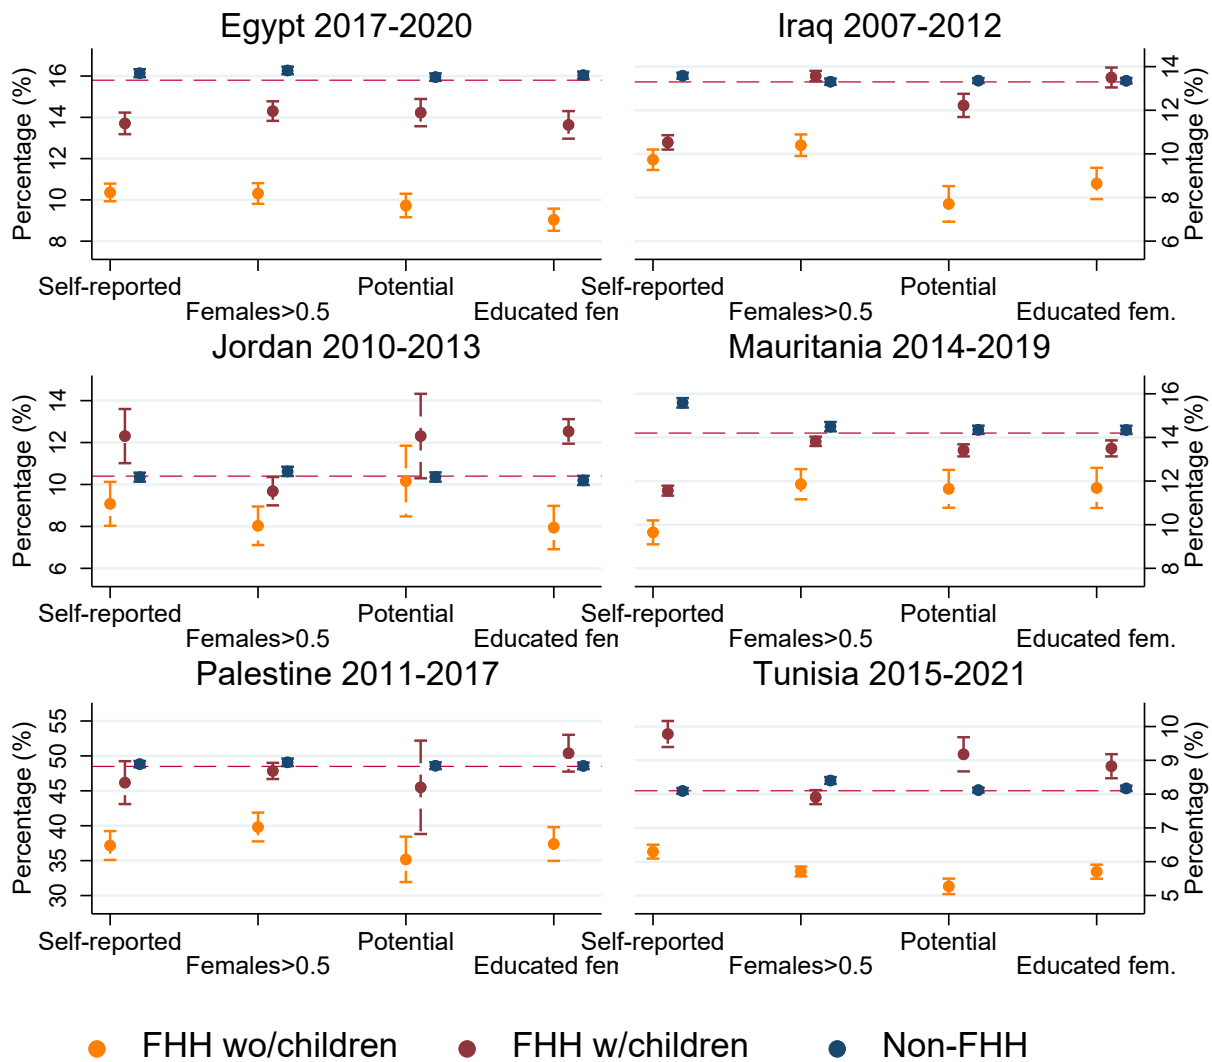 Egypt 2017-2020
Percentage (%)
16
14
12
10
8
Self-reported
Females>0.5
Potential
Educated fem
Iraq 2007-2012
Percentage (%)
14
12
10
8
6
Self-reported
Females>0.5
Potential
Educated fem.
Jordan 2010-2013
Percentage (%)
14
12
10
8
6
Self-reported
Females>0.5
Potential
Educated fem
Mauritania 2014-2019
Percentage (%)
16
14
12
10
8
Self-reported
Females>0.5
Potential
Educated fem.
Palestine 2011-2017
Percentage (%)
55
50
45
40
35
30
Self-reported
Females>0.5
Potential
Educated fem
Tunisia 2015-2021
Percentage (%)
10
9
8
7
6
5
Self-reported
Females>0.5
Potential
Educated fem.
FHH wo/children FHH w/children Non-FHH